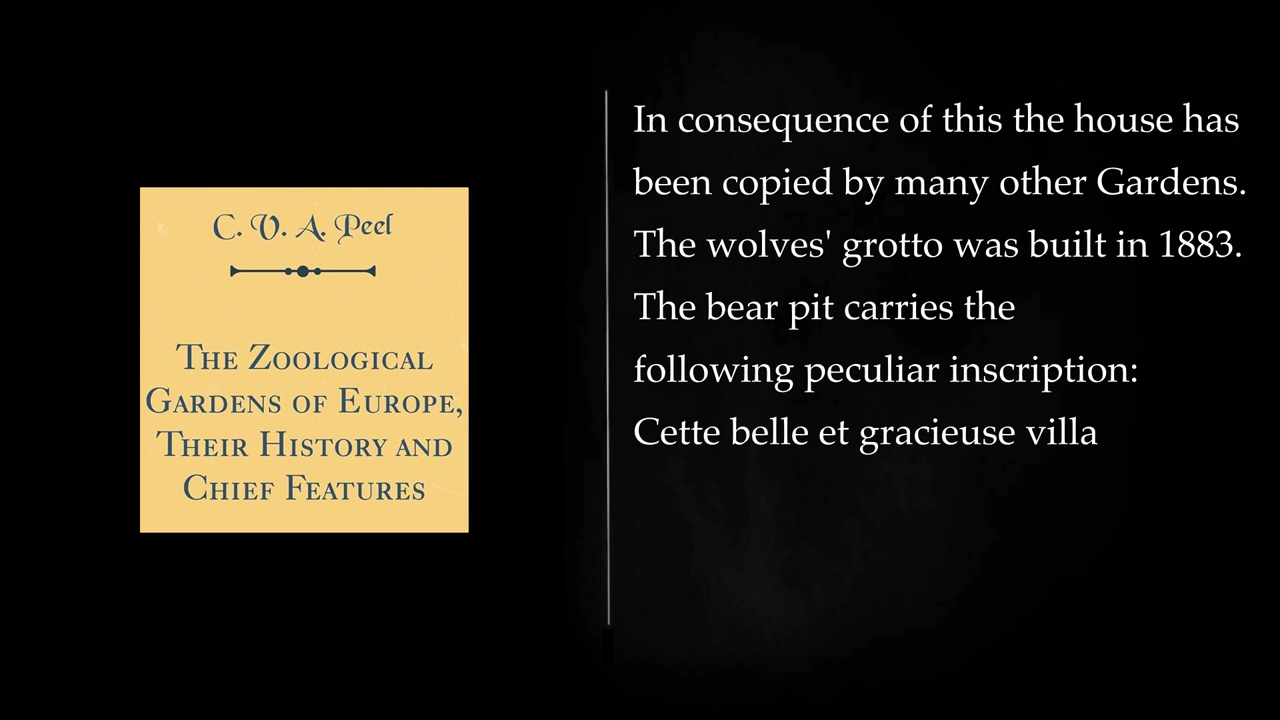 C. V. A. Peel
The Zoological
Gardens of Europe,
Their History and
Chief Features
In consequence of this the house has
been copied by many other Gardens.
The wolves' grotto was built in 1883.
The bear pit carries the
following peculiar inscription:
Cette belle et gracieuse villa